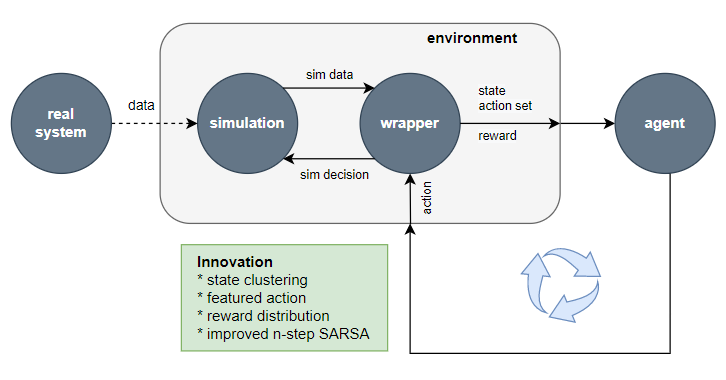 environment
real
system
data
simulation
sim data
wrapper
sim decision
state
action set
reward
agent
action
Innovation
* state clustering
* featured action
* reward distribution
* improved n-step SARSA